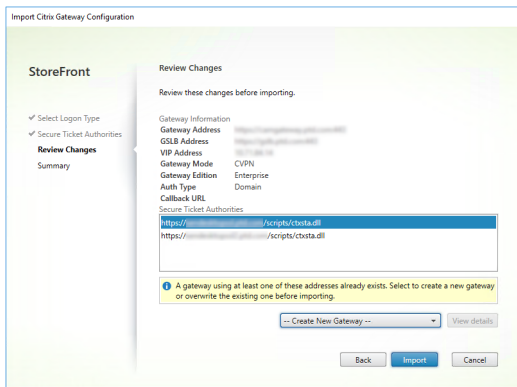 Import Citrix Gateway Configuration
StoreFront
Select Logon Type
Secure Ticket Authorities
Review Changes
Summary
Review Changes
Review these changes before importing.
Gateway Information
Gateway Address
GSLB Address
VIP Address
Gateway Mode CVPN
Gateway Edition Enterprise
Auth Type Domain
Callback URL
Secure Ticket Authorities
https:// /scripts/ctxsta.dll
https:// /scripts/ctxsta.dll
A gateway using at least one of these addresses already exists. Select to create a new gateway
or overwrite the existing one before importing.
-- Create New Gateway -- View details
Back Import Cancel